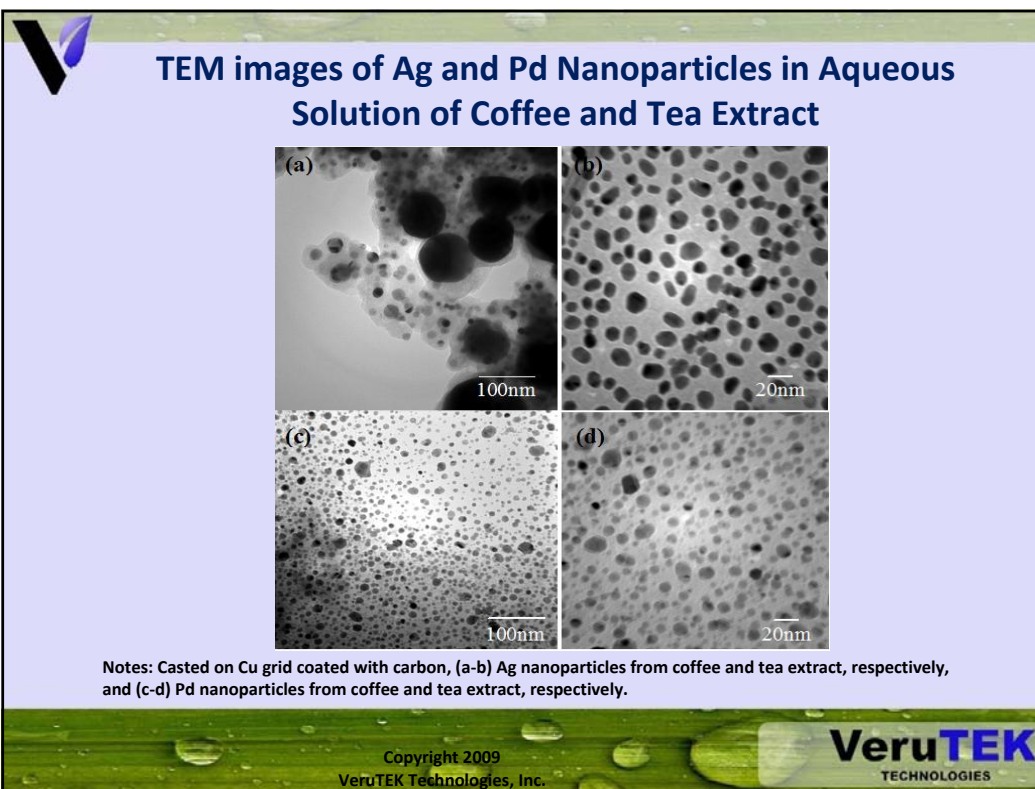 TEM images of Ag and Pd Nanoparticles in Aqueous
Solution of Coffee and Tea Extract
(a)
(b)
100nm
20nm
(c)
(d)
100nm
20nm
Notes: Casted on Cu grid coated with carbon, (a-b) Ag nanoparticles from coffee and tea extract, respectively,
and (c-d) Pd nanoparticles from coffee and tea extract, respectively.
Copyright 2009
VeruTEK Technologies, Inc.
VeruTEK
TECHNOLOGIES